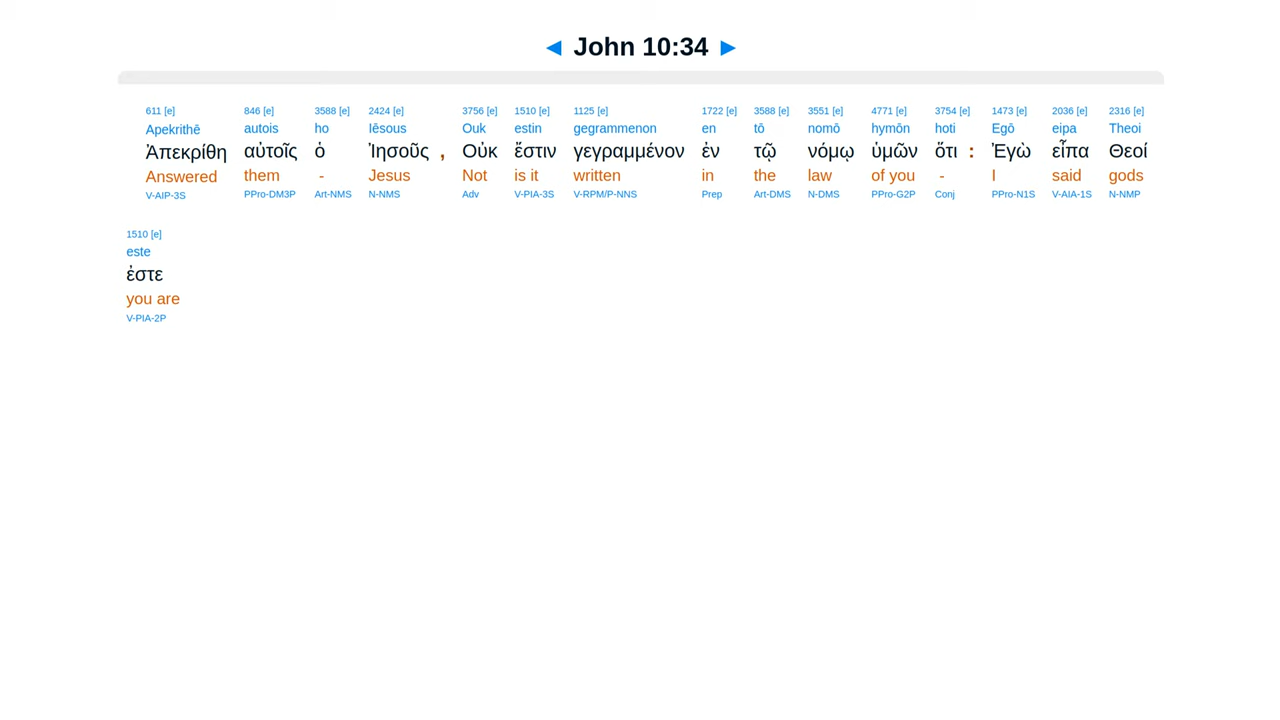 ◄ John 10:34 ►
611 [e] 846 [e] 3588 [e] 2424 [e] 3756 [e] 1510 [e] 1125 [e] 1722 [e] 3588 [e] 3551 [e] 4771 [e] 3754 [e] 1473 [e] 2036 [e] 2316 [e]
Apekrithē autois ho Iēsous Ouk estin gegrammenon en tō nomō hymōn hoti Egō eipa Theoi
Ἀπεκρίθη αὐτοῖς ὁ Ἰησοῦς , Οὐκ ἔστιν γεγραμμένον ἐν τῷ νόμῳ ὑμῶν ὅτι : Ἐγὼ εἶπα Θεοί
Answered them - Jesus Not is it written in the law of you - I said gods
V-AIP-3S PPro-DM3P Art-NMS N-NMS Adv V-PIA-3S V-RPM/P-NNS Prep Art-DMS N-DMS PPro-G2P Conj PPro-N1S V-AIA-1S N-NMP
1510 [e]
este
ἐστε
you are
V-PIA-2P